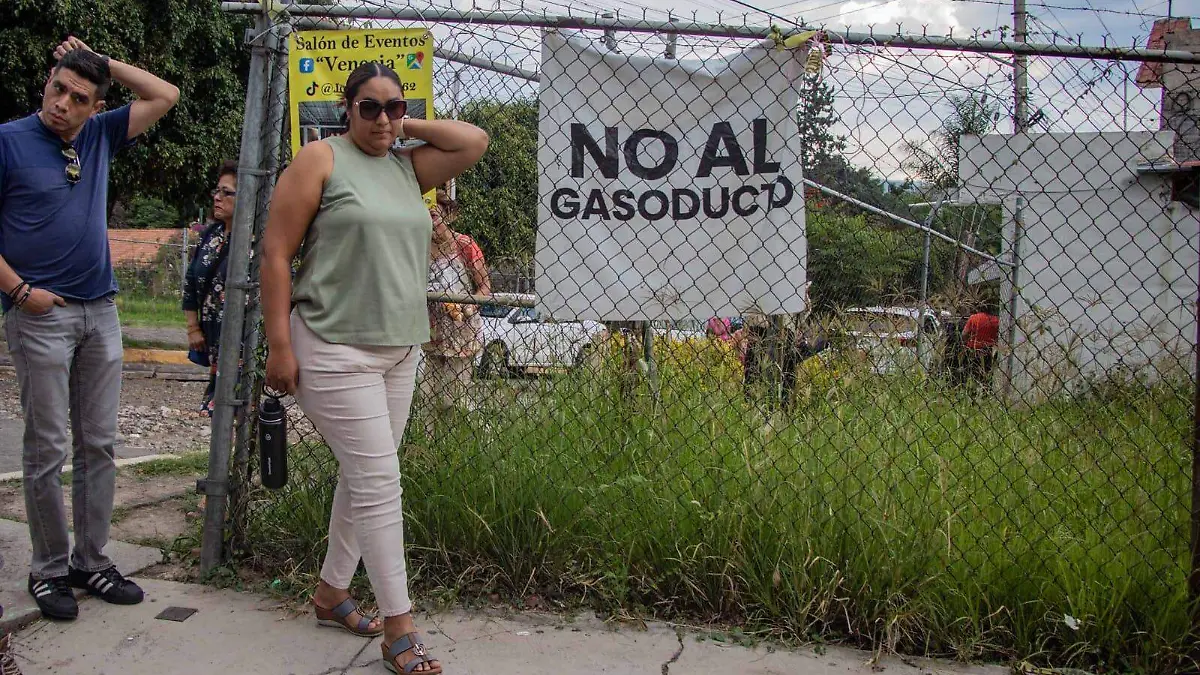 Salón de Eventos
"Venecia"
NO AL
GASODUCTO